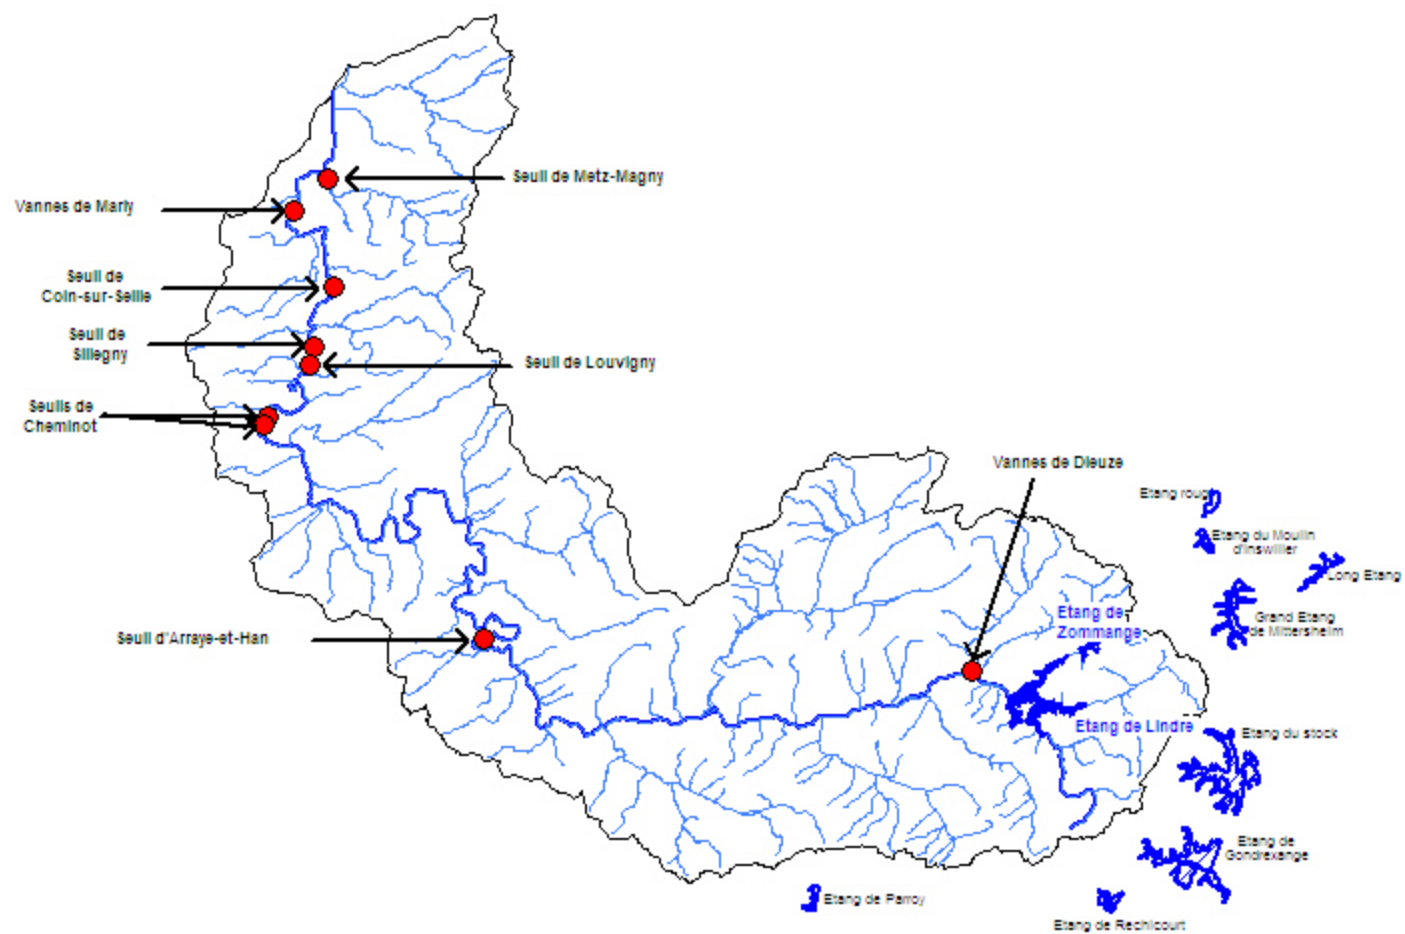 Seuil de Metz-Magny
Vannes de Marly
Seuil de
Coin-sur-Seille
Seuil de
Sillegny
Seuil de Louvigny
Seuils de
Cheminot
Vannes de Dieuze
Etang rouge
Etang du Moulin
d'Inswiller
Long Etang
Etang de
Zommange
Grand Etang
de Mittersheim
Seuil d'Arraye-et-Han
Etang de Lindre
Etang du stock
Etang de
Gondrexange
Etang de Parroy
Etang de Rechicourt